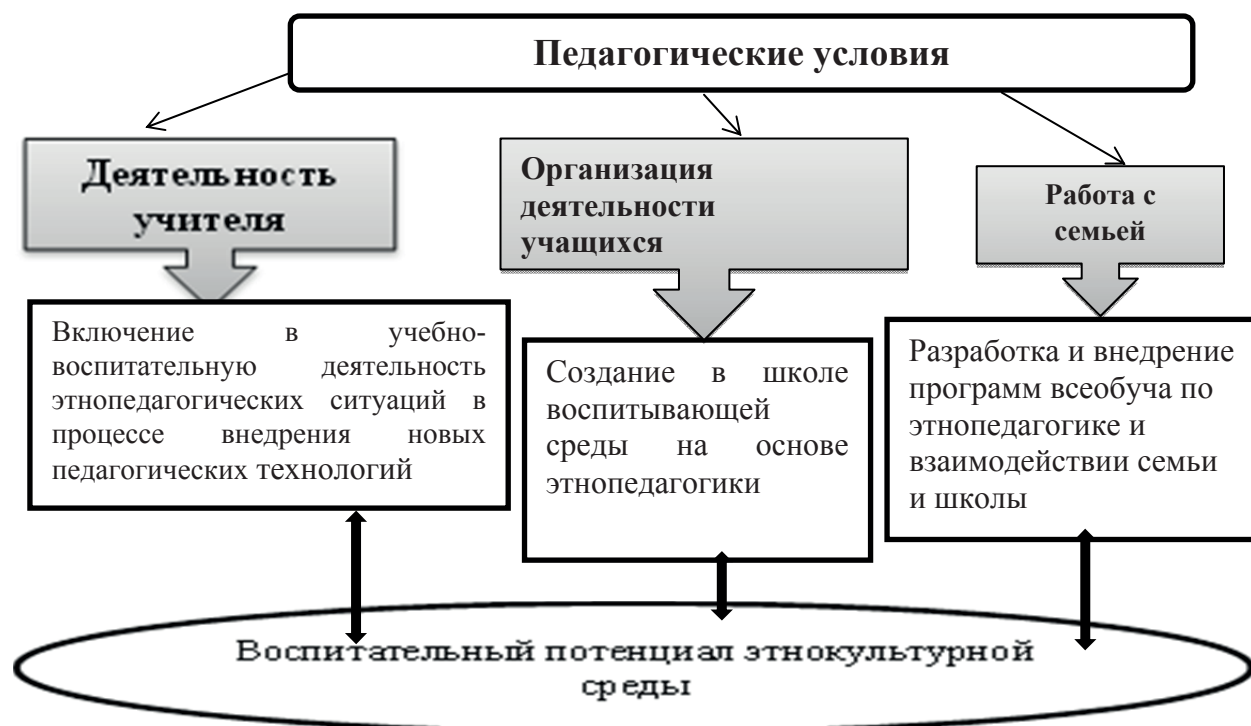 Педагогические условия
Деятельность
учителя
Организация
деятельности
учащихся
Работа с
семьей
Включение в учебно-
воспитательную деятельность
этнопедагогических ситуаций в
процессе внедрения новых
педагогических технологий
Создание в школе
воспитывающей
среды на основе
этнопедагогики
Разработка и внедрение
программ всеобуча по
этнопедагогике и
взаимодействии семьи
и школы
Воспитательный потенциал этнокультурной
среды